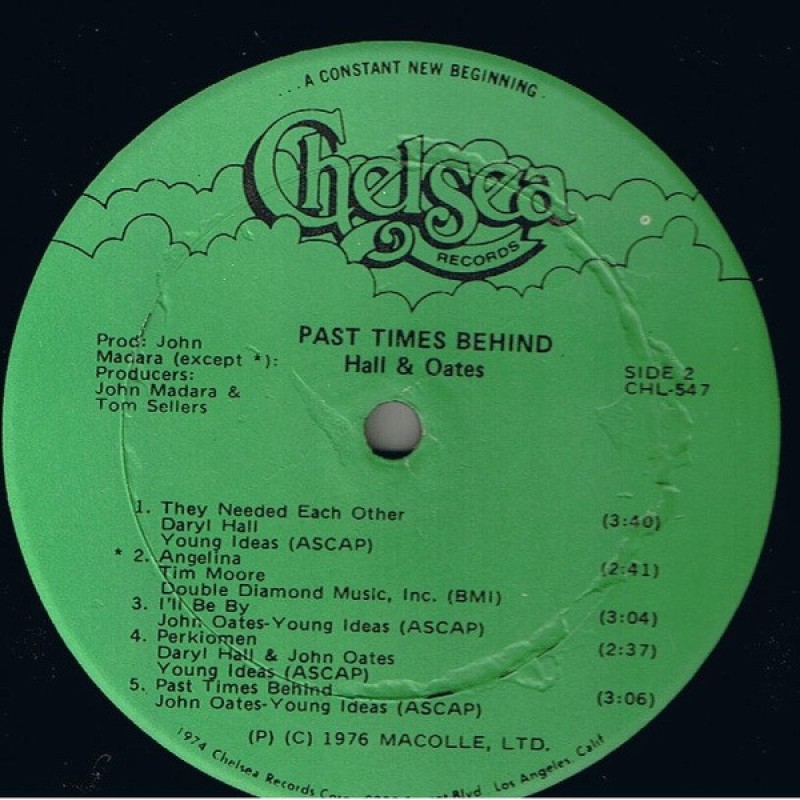 ...A CONSTANT NEW BEGINNING...
Chelsea
RECORDS
PAST TIMES BEHIND
Hall & Oates
Prod: John
Madara (except *):
Producers:
John Madara &
Tom Sellers
SIDE 2
CHL-547
1. They Needed Each Other (3:40)
Daryl Hall
Young Ideas (ASCAP)
* 2. Angelina (2:41)
Tim Moore
Double Diamond Music, Inc. (BMI)
3. I'll Be By (3:04)
John Oates-Young Ideas (ASCAP)
4. Perkiomen (2:37)
Daryl Hall & John Oates
Young Ideas (ASCAP)
5. Past Times Behind (3:06)
John Oates-Young Ideas (ASCAP)
(P) (C) 1976 MACOLLE, LTD.
1974 Chelsea Records Blvd. Los Angeles, Calif